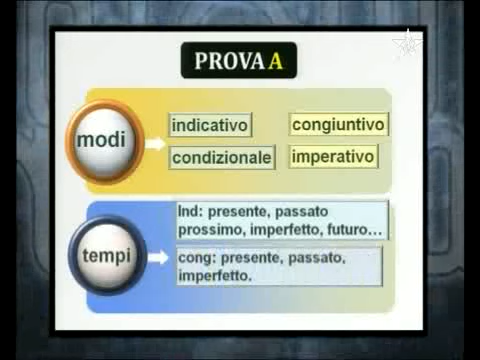 PROVA A
modi
indicativo
congiuntivo
condizionale
imperativo
tempi
Ind: presente, passato
prossimo, imperfetto, futuro...
cong: presente, passato,
imperfetto.